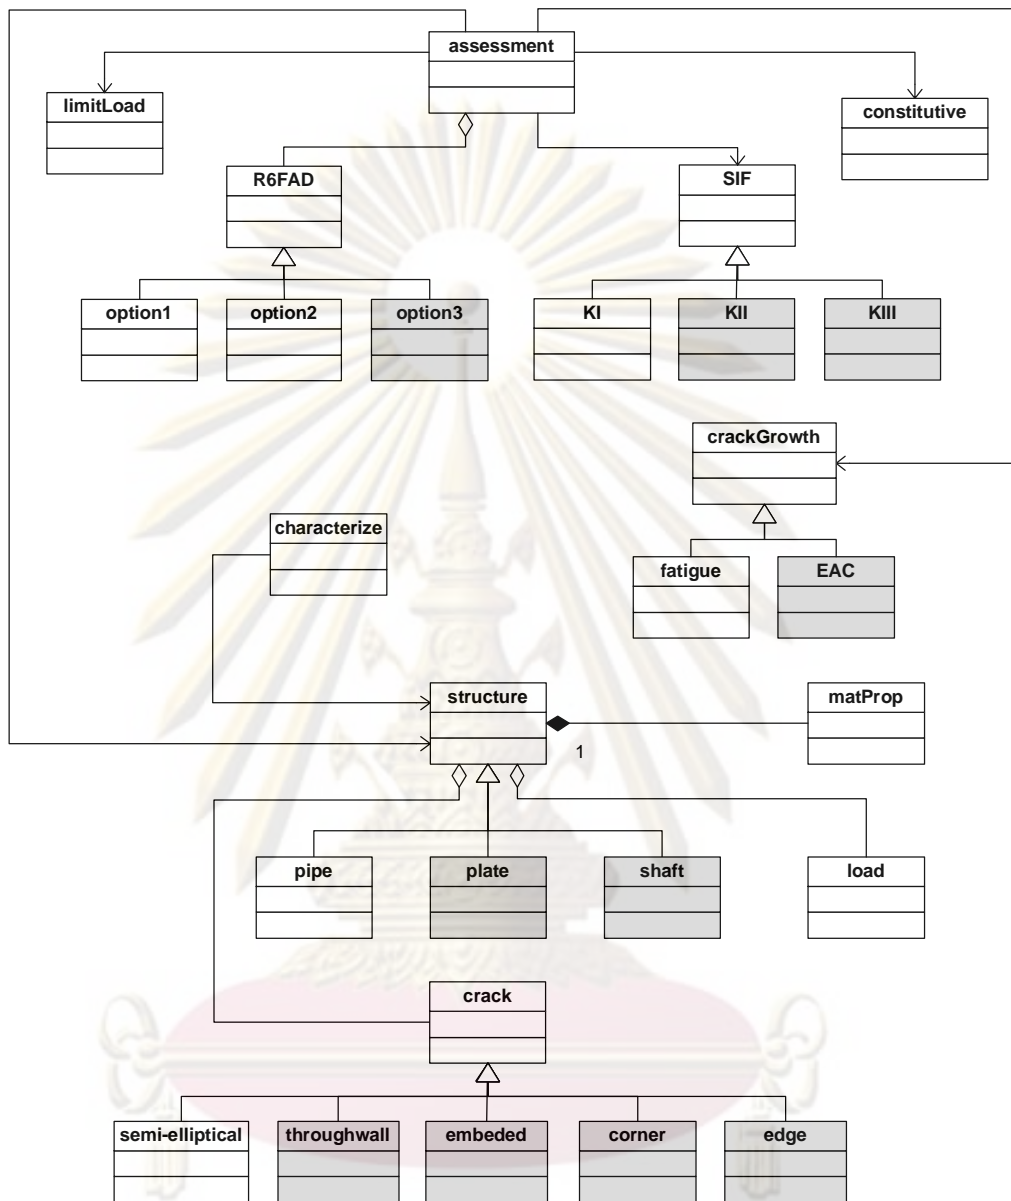 assessment
limitLoad
constitutive
R6FAD
SIF
option1
option2
option3
KI
KII
KIII
crackGrowth
characterize
fatigue
EAC
structure
matProp
1
pipe
plate
shaft
load
crack
semi-elliptical
throughwall
embeded
corner
edge